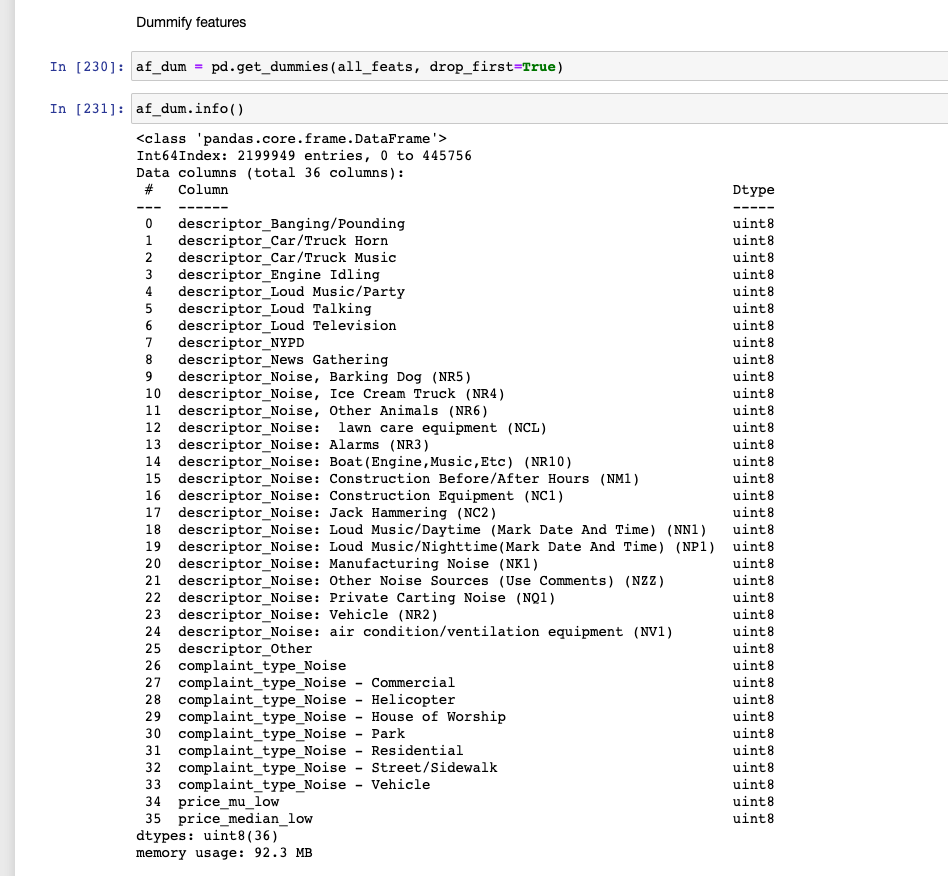 Dummify features
In [230]: af_dum = pd.get_dummies(all_feats, drop_first=True)
In [231]: af_dum.info()
<class 'pandas.core.frame.DataFrame'>
Int64Index: 2199949 entries, 0 to 445756
Data columns (total 36 columns):
 #   Column                                                            Dtype
---  ------                                                            -----
 0   descriptor_Banging/Pounding                                       uint8
 1   descriptor_Car/Truck Horn                                         uint8
 2   descriptor_Car/Truck Music                                        uint8
 3   descriptor_Engine Idling                                          uint8
 4   descriptor_Loud Music/Party                                       uint8
 5   descriptor_Loud Talking                                           uint8
 6   descriptor_Loud Television                                        uint8
 7   descriptor_NYPD                                                   uint8
 8   descriptor_News Gathering                                         uint8
 9   descriptor_Noise, Barking Dog (NR5)                               uint8
 10  descriptor_Noise, Ice Cream Truck (NR4)                           uint8
 11  descriptor_Noise, Other Animals (NR6)                             uint8
 12  descriptor_Noise:  lawn care equipment (NCL)                      uint8
 13  descriptor_Noise: Alarms (NR3)                                    uint8
 14  descriptor_Noise: Boat(Engine,Music,Etc) (NR10)                   uint8
 15  descriptor_Noise: Construction Before/After Hours (NM1)           uint8
 16  descriptor_Noise: Construction Equipment (NC1)                    uint8
 17  descriptor_Noise: Jack Hammering (NC2)                            uint8
 18  descriptor_Noise: Loud Music/Daytime (Mark Date And Time) (NN1)   uint8
 19  descriptor_Noise: Loud Music/Nighttime(Mark Date And Time) (NP1)  uint8
 20  descriptor_Noise: Manufacturing Noise (NK1)                       uint8
 21  descriptor_Noise: Other Noise Sources (Use Comments) (NZZ)        uint8
 22  descriptor_Noise: Private Carting Noise (NQ1)                     uint8
 23  descriptor_Noise: Vehicle (NR2)                                   uint8
 24  descriptor_Noise: air condition/ventilation equipment (NV1)       uint8
 25  descriptor_Other                                                  uint8
 26  complaint_type_Noise                                              uint8
 27  complaint_type_Noise - Commercial                                 uint8
 28  complaint_type_Noise - Helicopter                                 uint8
 29  complaint_type_Noise - House of Worship                           uint8
 30  complaint_type_Noise - Park                                       uint8
 31  complaint_type_Noise - Residential                                uint8
 32  complaint_type_Noise - Street/Sidewalk                            uint8
 33  complaint_type_Noise - Vehicle                                    uint8
 34  price_mu_low                                                      uint8
 35  price_median_low                                                  uint8
dtypes: uint8(36)
memory usage: 92.3 MB